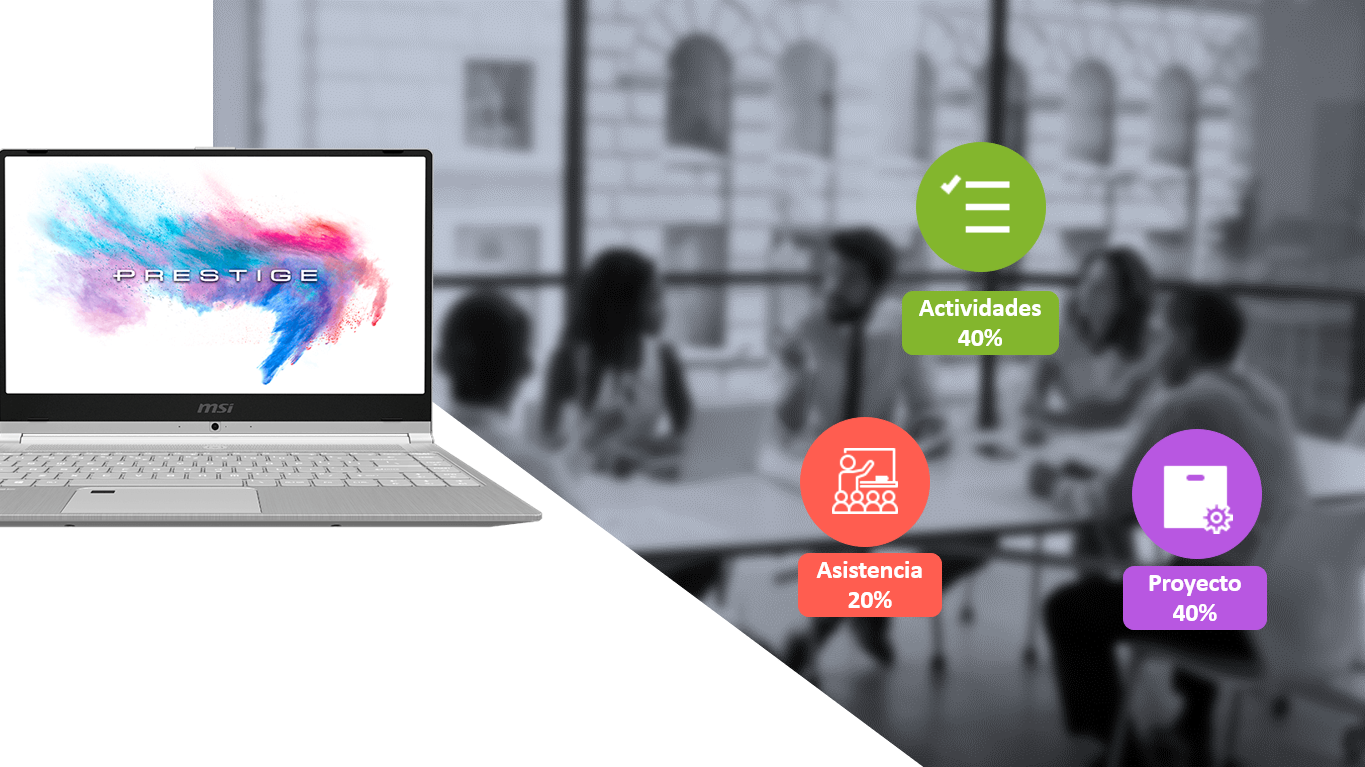 PRESTIGE
msi
Actividades
40%
Asistencia
20%
Proyecto
40%